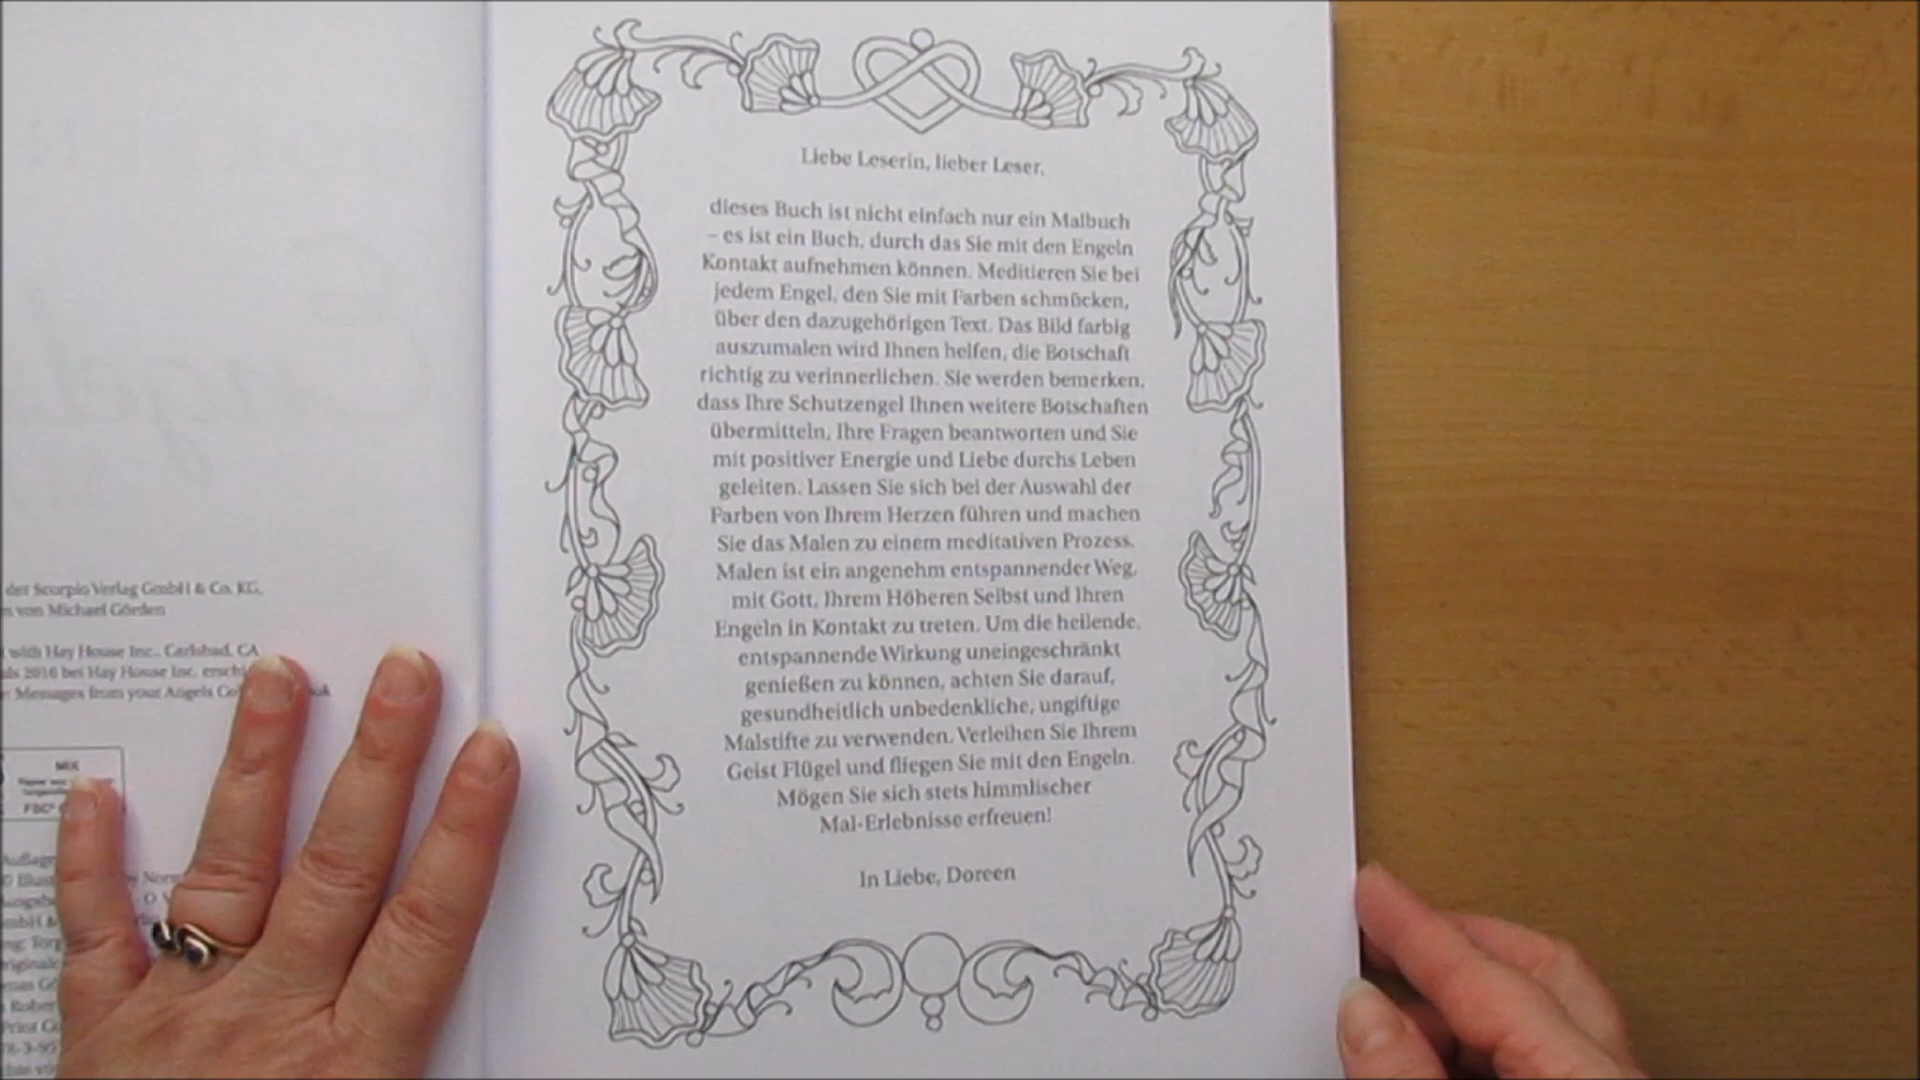 der Scorpio Verlag GmbH & Co. KG,
von Michael Görden
with Hay House Inc., Carlsbad, CA
2016 bei Hay House Inc.
Messages from your Angels
MIX
Liebe Leserin, lieber Leser,
dieses Buch ist nicht einfach nur ein Malbuch
– es ist ein Buch, durch das Sie mit den Engeln
Kontakt aufnehmen können. Meditieren Sie bei
jedem Engel, den Sie mit Farben schmücken,
über den dazugehörigen Text. Das Bild farbig
auszumalen wird Ihnen helfen, die Botschaft
richtig zu verinnerlichen. Sie werden bemerken,
dass Ihre Schutzengel Ihnen weitere Botschaften
übermitteln, Ihre Fragen beantworten und Sie
mit positiver Energie und Liebe durchs Leben
geleiten. Lassen Sie sich bei der Auswahl der
Farben von Ihrem Herzen führen und machen
Sie das Malen zu einem meditativen Prozess.
Malen ist ein angenehm entspannender Weg,
mit Gott, Ihrem Höheren Selbst und Ihren
Engeln in Kontakt zu treten. Um die heilende,
entspannende Wirkung uneingeschränkt
genießen zu können, achten Sie darauf,
gesundheitlich unbedenkliche, ungiftige
Malstifte zu verwenden. Verleihen Sie Ihrem
Geist Flügel und fliegen Sie mit den Engeln.
Mögen Sie sich stets himmlischer
Mal-Erlebnisse erfreuen!
In Liebe, Doreen